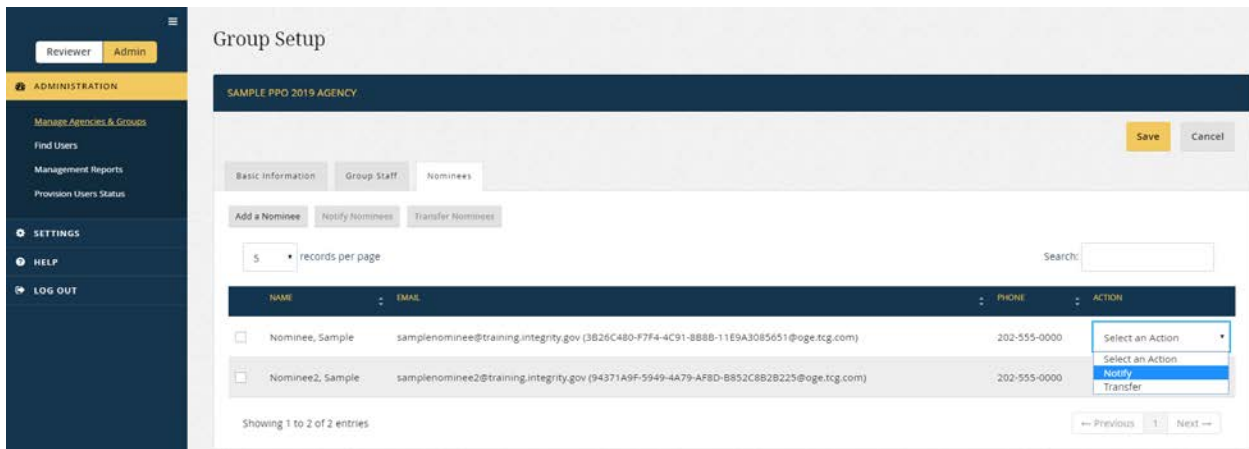 Reviewer Admin
ADMINISTRATION
Manage Agencies & Groups
Find Users
Management Reports
Provision Users Status
SETTINGS
HELP
LOG OUT
Group Setup
SAMPLE PPO 2019 AGENCY
Save Cancel
Basic Information Group Staff Nominees
Add a Nominee Notify Nominees Transfer Nominees
5 records per page Search:
NAME EMAIL PHONE ACTION
Nominee, Sample samplenominee@training.integrity.gov (3B26C480-F7F4-4C91-8B8B-11E9A3085651@oge.tcg.com) 202-555-0000 Select an Action
Select an Action
Notify
Transfer
Nominee2, Sample samplenominee2@training.integrity.gov (94371A9F-5949-4A79-AF8D-B852C8B2B225@oge.tcg.com) 202-555-0000
Showing 1 to 2 of 2 entries ← Previous 1 Next →